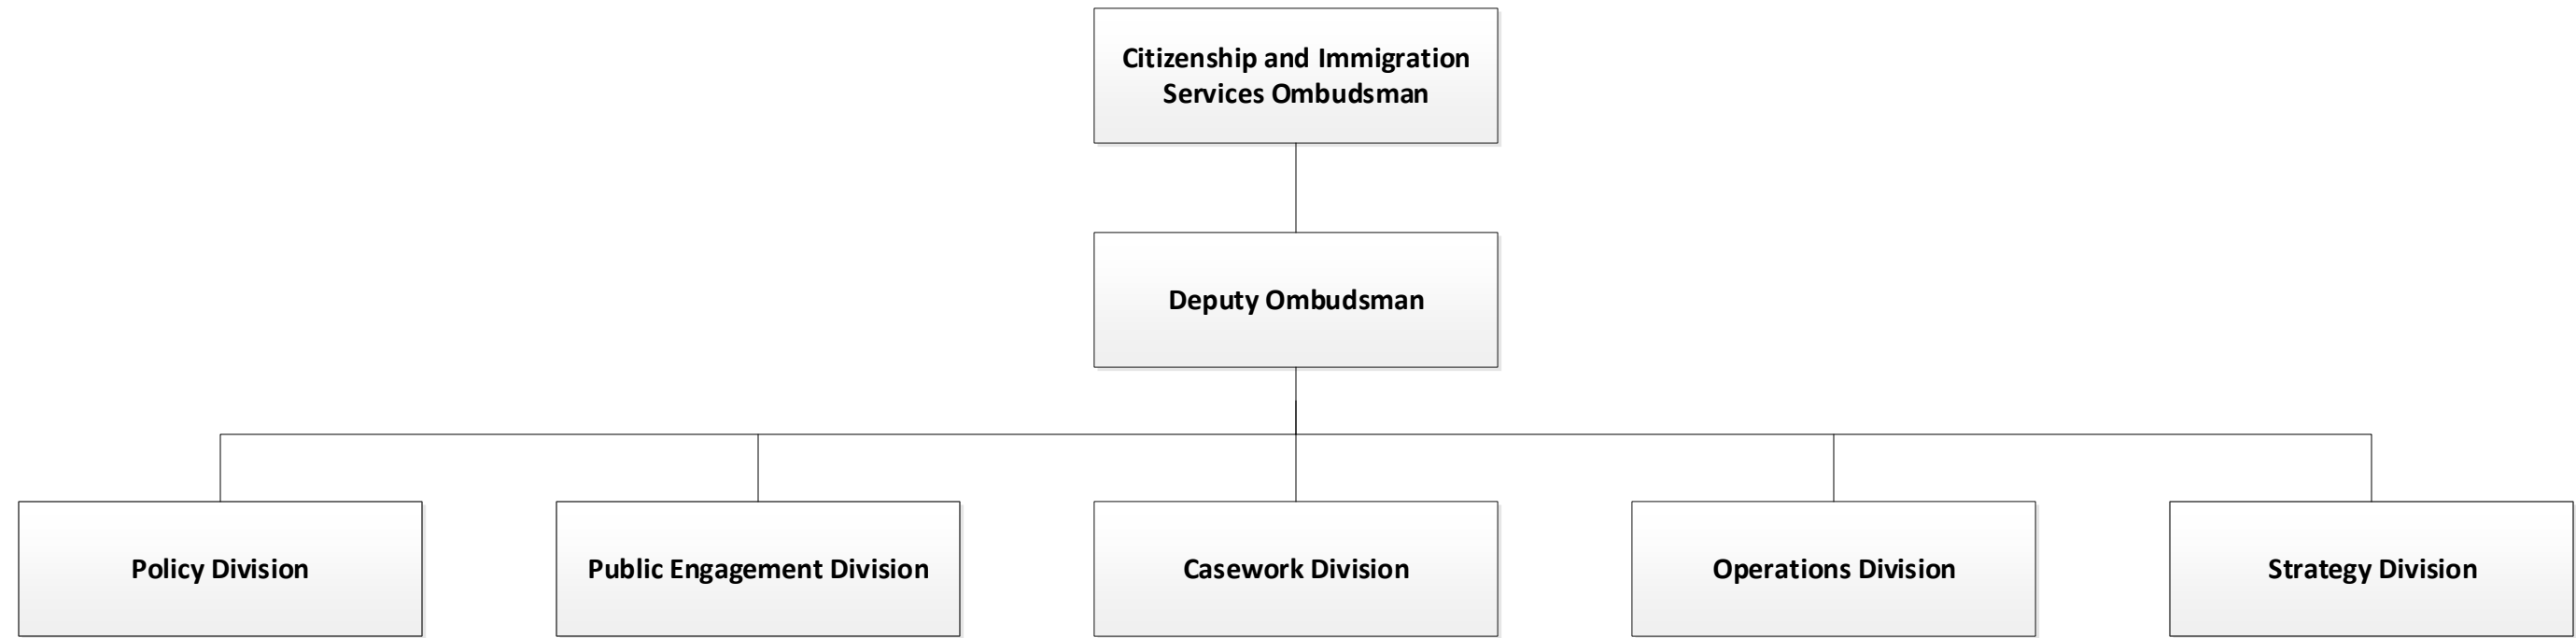 Citizenship and Immigration
Services Ombudsman
Deputy Ombudsman
Policy Division
Public Engagement Division
Casework Division
Operations Division
Strategy Division